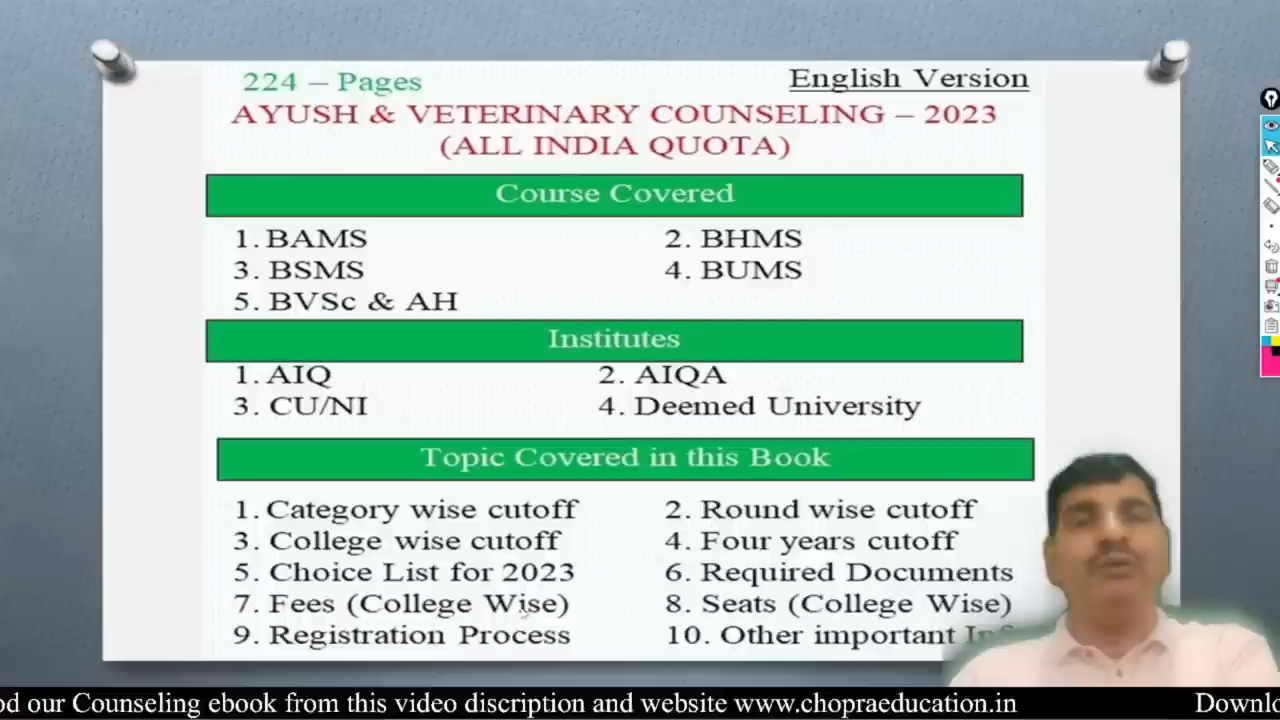 224 – Pages English Version
AYUSH & VETERINARY COUNSELING – 2023
(ALL INDIA QUOTA)
Course Covered
1. BAMS 2. BHMS
3. BSMS 4. BUMS
5. BVSc & AH
Institutes
1. AIQ 2. AIQA
3. CU/NI 4. Deemed University
Topic Covered in this Book
1. Category wise cutoff 2. Round wise cutoff
3. College wise cutoff 4. Four years cutoff
5. Choice List for 2023 6. Required Documents
7. Fees (College Wise) 8. Seats (College Wise)
9. Registration Process 10. Other important
our Counseling ebook from this video discription and website www.chopraeducation.in